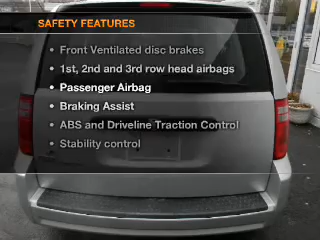 SAFETY FEATURES
• Front Ventilated disc brakes
• 1st, 2nd and 3rd row head airbags
• Passenger Airbag
• Braking Assist
• ABS and Driveline Traction Control
• Stability control